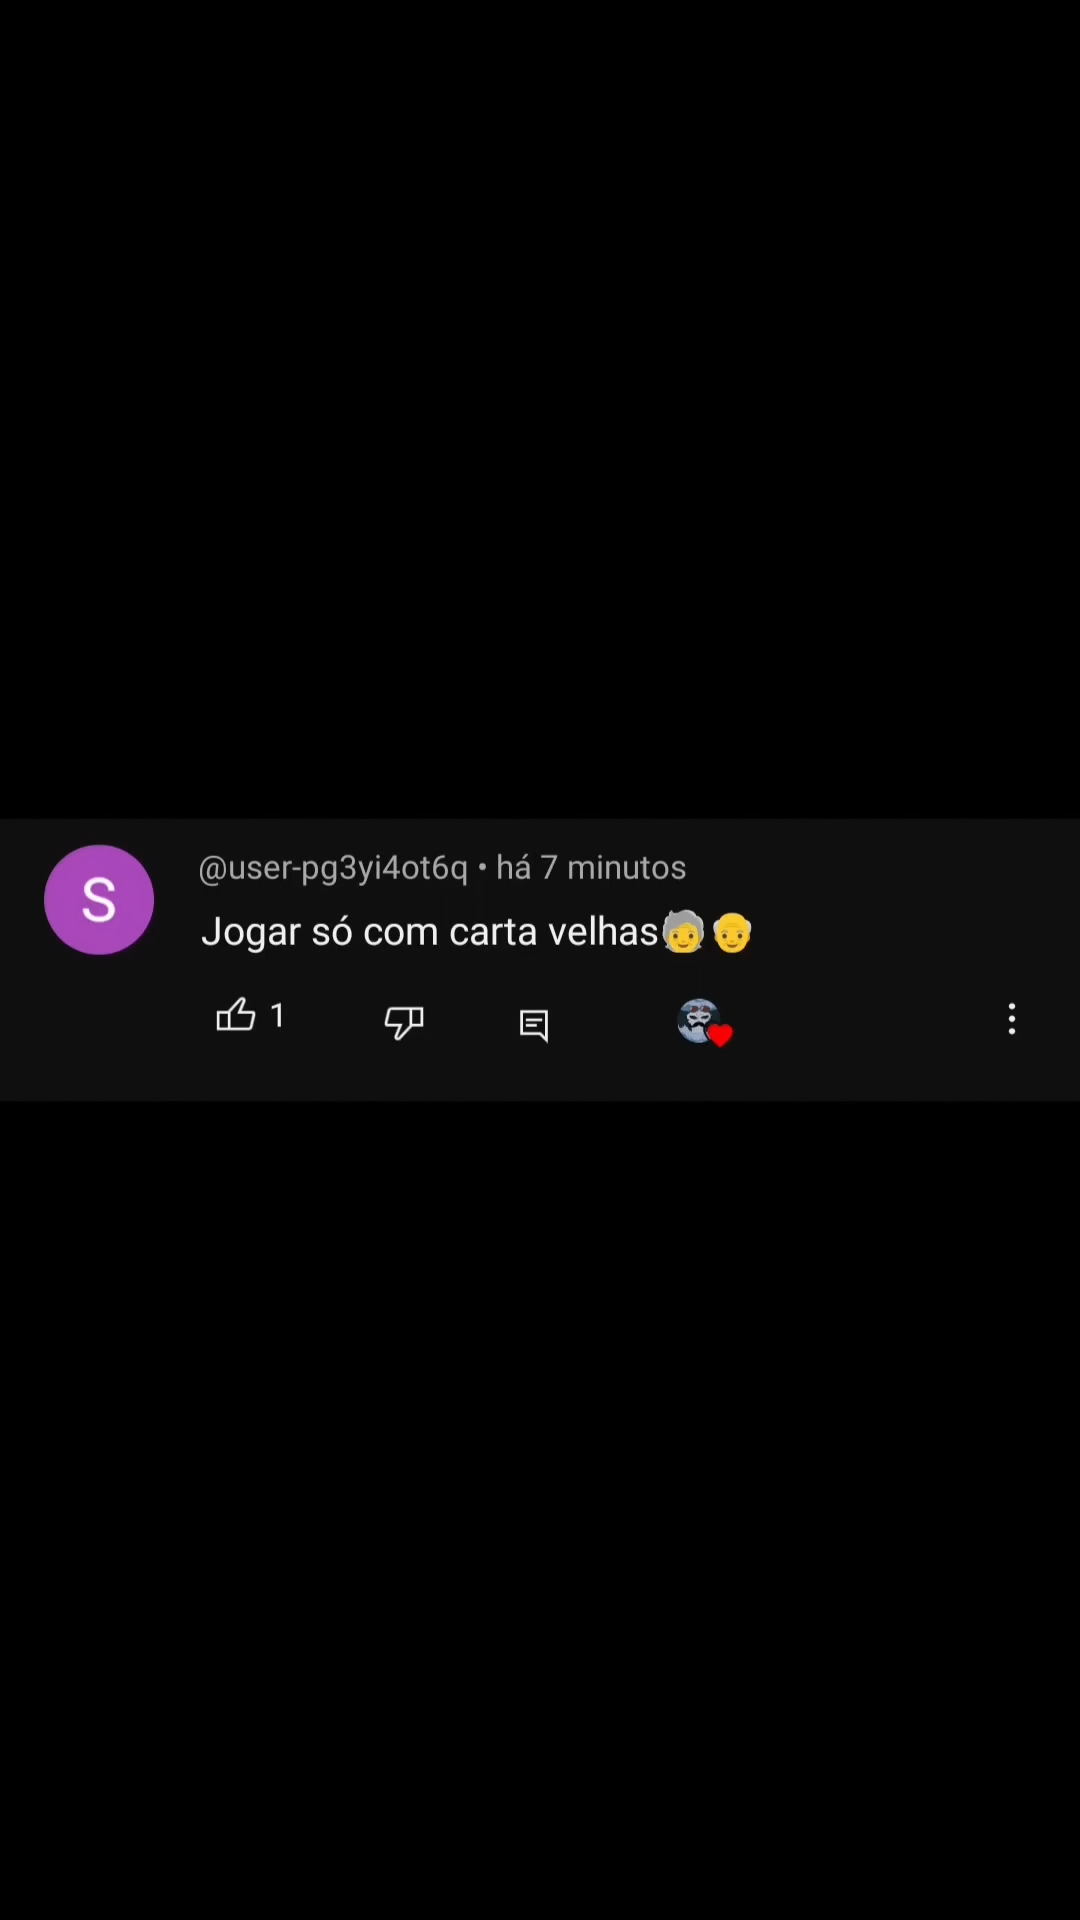 S
@user-pg3yi4ot6q • há 7 minutos
Jogar só com carta velhas🧓👴
1